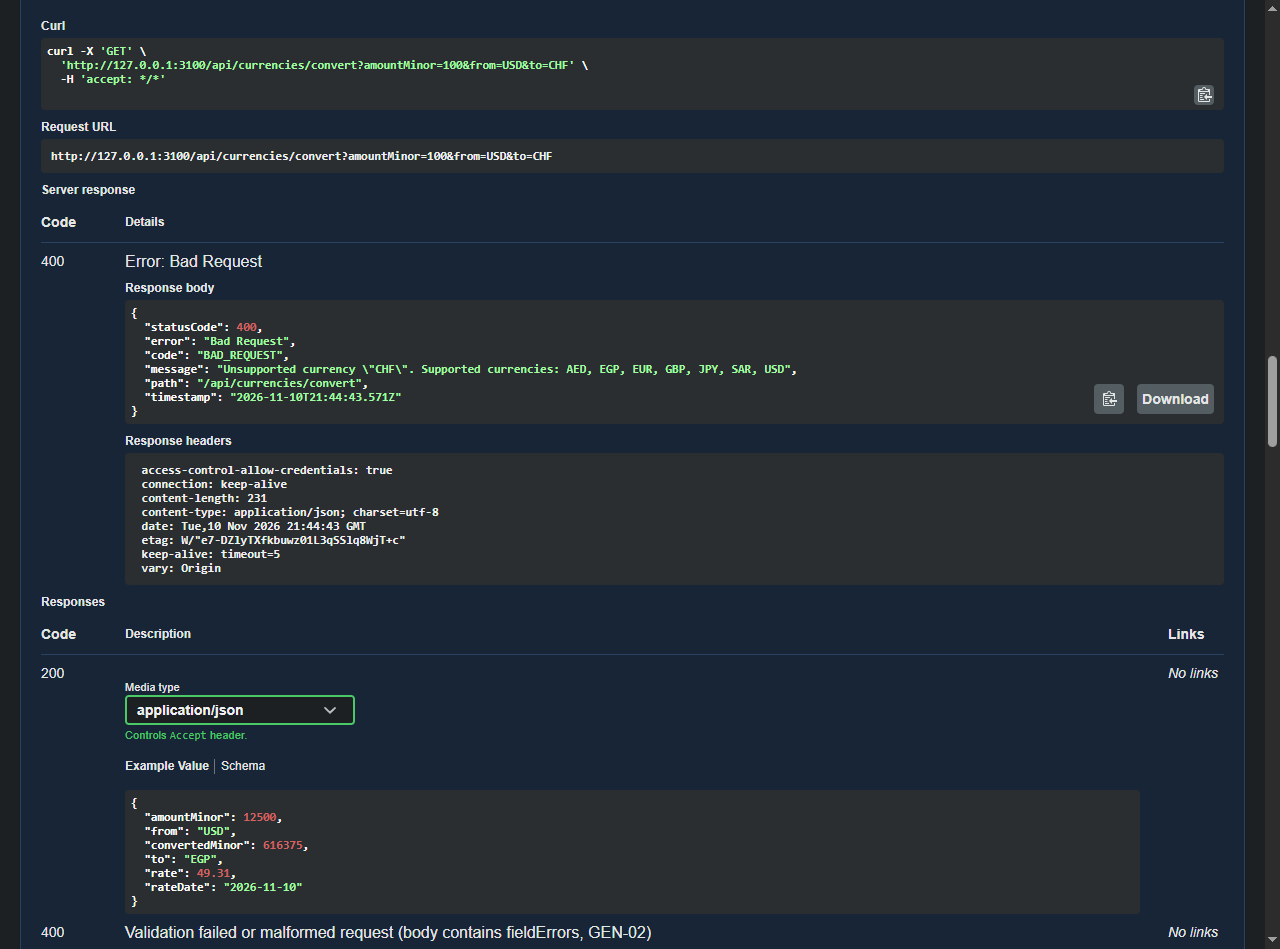 Curl
curl -X 'GET' \
  'http://127.0.0.1:3100/api/currencies/convert?amountMinor=100&from=USD&to=CHF' \
  -H 'accept: */*'
Request URL
http://127.0.0.1:3100/api/currencies/convert?amountMinor=100&from=USD&to=CHF
Server response
Code Details
400 Error: Bad Request
Response body
{
  "statusCode": 400,
  "error": "Bad Request",
  "code": "BAD_REQUEST",
  "message": "Unsupported currency \"CHF\". Supported currencies: AED, EGP, EUR, GBP, JPY, SAR, USD",
  "path": "/api/currencies/convert",
  "timestamp": "2026-11-10T21:44:43.571Z"
}
Download
Response headers
access-control-allow-credentials: true
connection: keep-alive
content-length: 231
content-type: application/json; charset=utf-8
date: Tue,10 Nov 2026 21:44:43 GMT
etag: W/"e7-DZlyTXfkbuwz01L3qSSlq8WjT+c"
keep-alive: timeout=5
vary: Origin
Responses
Code Description Links
200 No links
Media type
application/json
Controls Accept header.
Example Value | Schema
{
  "amountMinor": 12500,
  "from": "USD",
  "convertedMinor": 616375,
  "to": "EGP",
  "rate": 49.31,
  "rateDate": "2026-11-10"
}
400 Validation failed or malformed request (body contains fieldErrors, GEN-02) No links